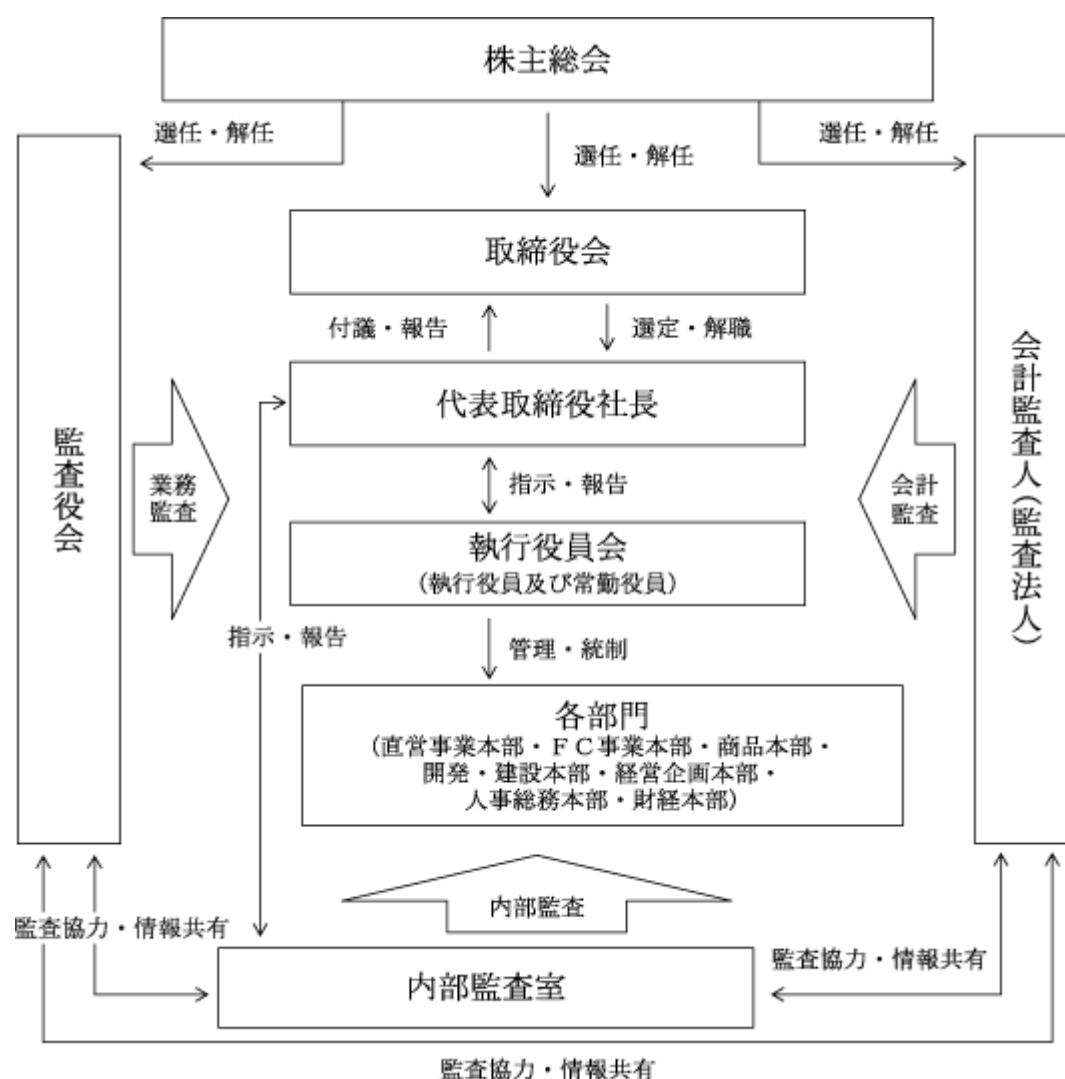 株主総会
選任・解任
選任・解任
選任・解任
取締役会
付議・報告
選定・解職
代表取締役社長
監査役会
業務
監査
会計
監査
会計監査人(監査法人)
指示・報告
執行役員会
(執行役員及び常勤役員)
指示・報告
管理・統制
各部門
(直営事業本部・ＦＣ事業本部・商品本部・
開発・建設本部・経営企画本部・
人事総務本部・財経本部)
内部監査
監査協力・情報共有
監査協力・情報共有
内部監査室
監査協力・情報共有